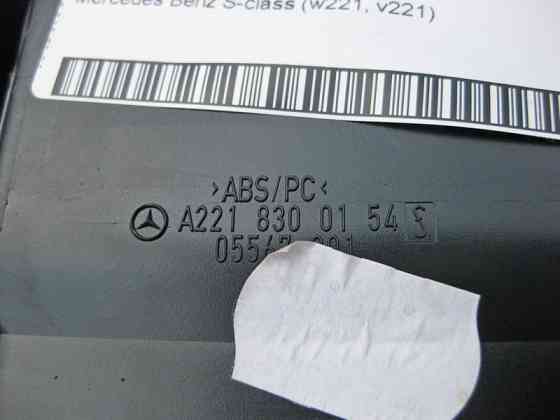 Mercedes Benz S-class (w221, v221)
>ABS/PC<
A221 830 01 54